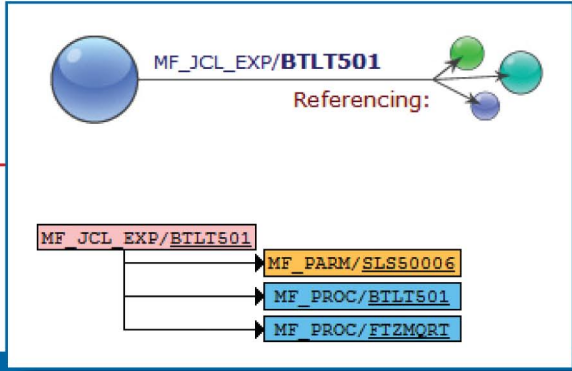 MF_JCL_EXP/BTLT501
Referencing:
MF_JCL_EXP/BTLT501
MF_PARM/SLS50006
MF_PROC/BTLT501
MF_PROC/FTZMQRT